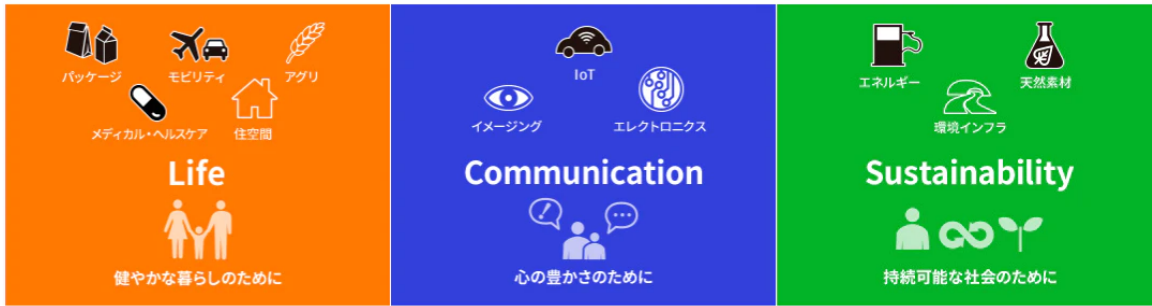 パッケージ
モビリティ
アグリ
メディカル・ヘルスケア
住空間
Life
健やかな暮らしのために
IoT
イメージング
エレクトロニクス
Communication
心の豊かさのために
エネルギー
天然素材
環境インフラ
Sustainability
持続可能な社会のために